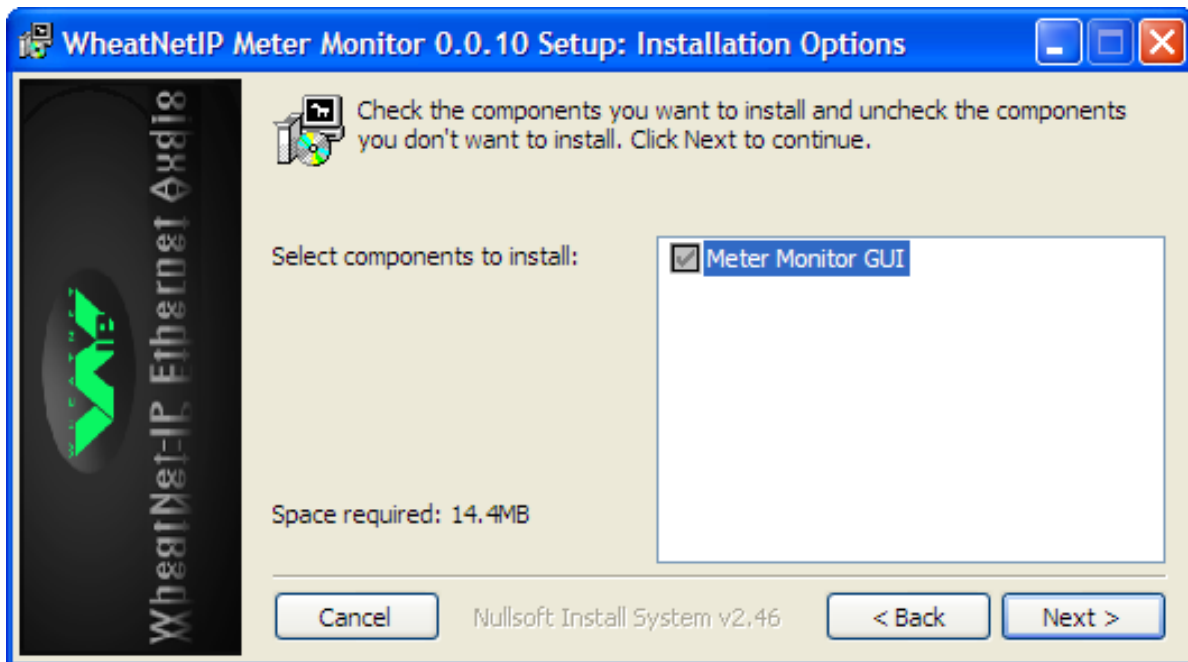 WheatNetIP Meter Monitor 0.0.10 Setup: Installation Options
Check the components you want to install and uncheck the components
you don't want to install. Click Next to continue.
Select components to install:
Meter Monitor GUI
Space required: 14.4MB
WHEATNET
WheatNet-IP Ethernet Audio
Cancel
Nullsoft Install System v2.46
< Back
Next >